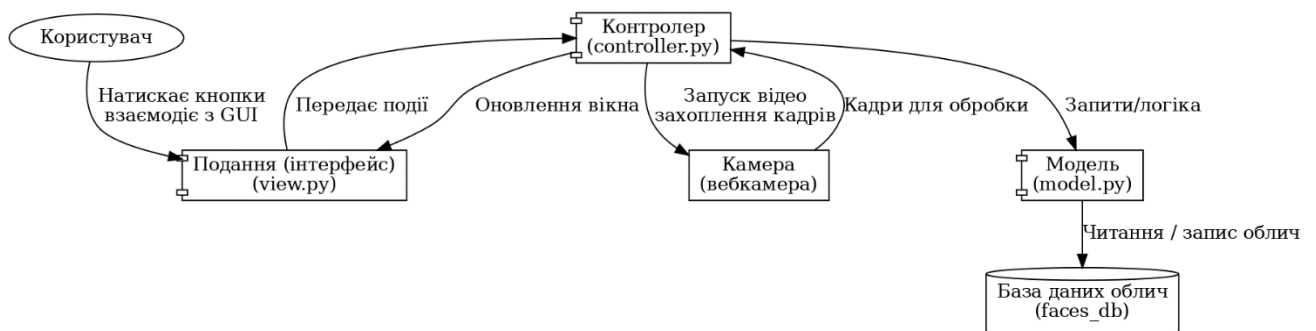 Користувач
Контролер
(controller.py)
Натискає кнопки
взаємодіє з GUI
Передає події
Оновлення вікна
Запуск відео
захоплення кадрів
Кадри для обробки
Запити/логіка
Подання (інтерфейс)
(view.py)
Камера
(вебкамера)
Модель
(model.py)
Читання / запис облич
База даних облич
(faces_db)